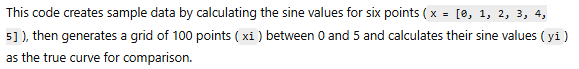 This code creates sample data by calculating the sine values for six points ( x = [0, 1, 2, 3, 4,
5] ), then generates a grid of 100 points ( xi ) between 0 and 5 and calculates their sine values ( yi )
as the true curve for comparison.